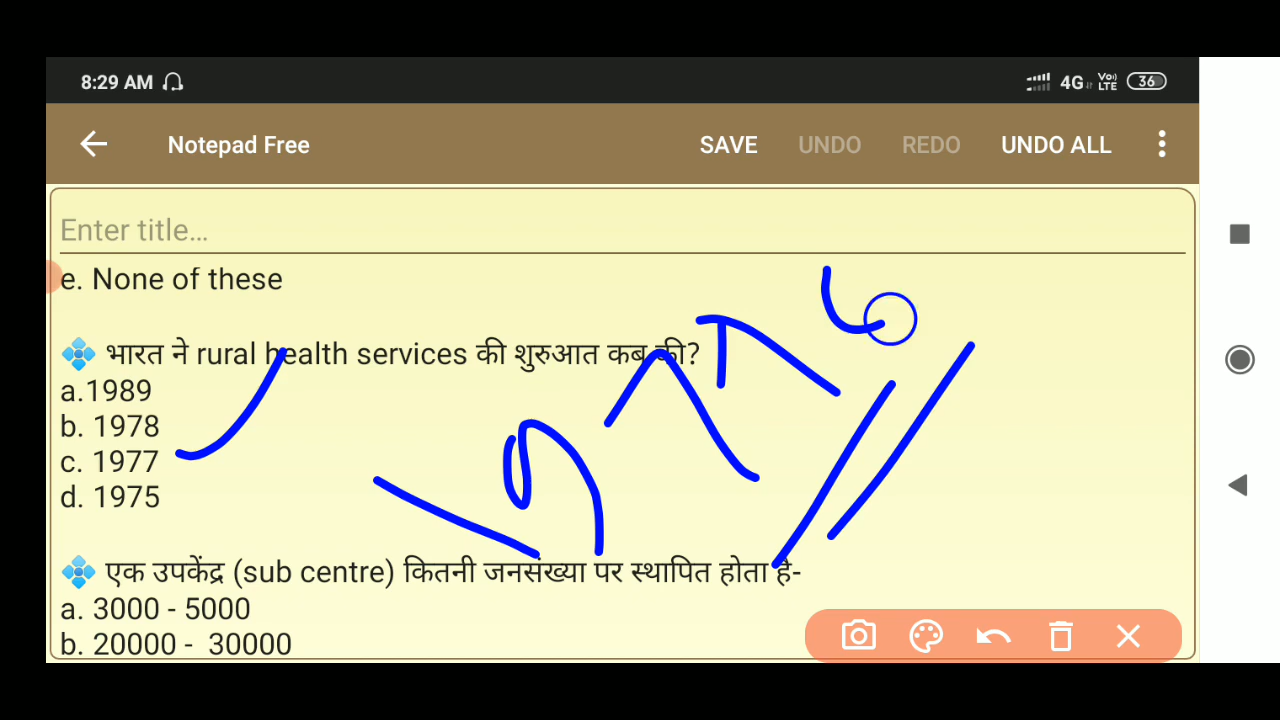 8:29 AM 4G Vo) LTE 36
Notepad Free SAVE UNDO REDO UNDO ALL
Enter title...
e. None of these
भारत ने rural health services की शुरुआत कब की?
a.1989
b. 1978
c. 1977
d. 1975
एक उपकेंद्र (sub centre) कितनी जनसंख्या पर स्थापित होता है-
a. 3000 - 5000
b. 20000 - 30000